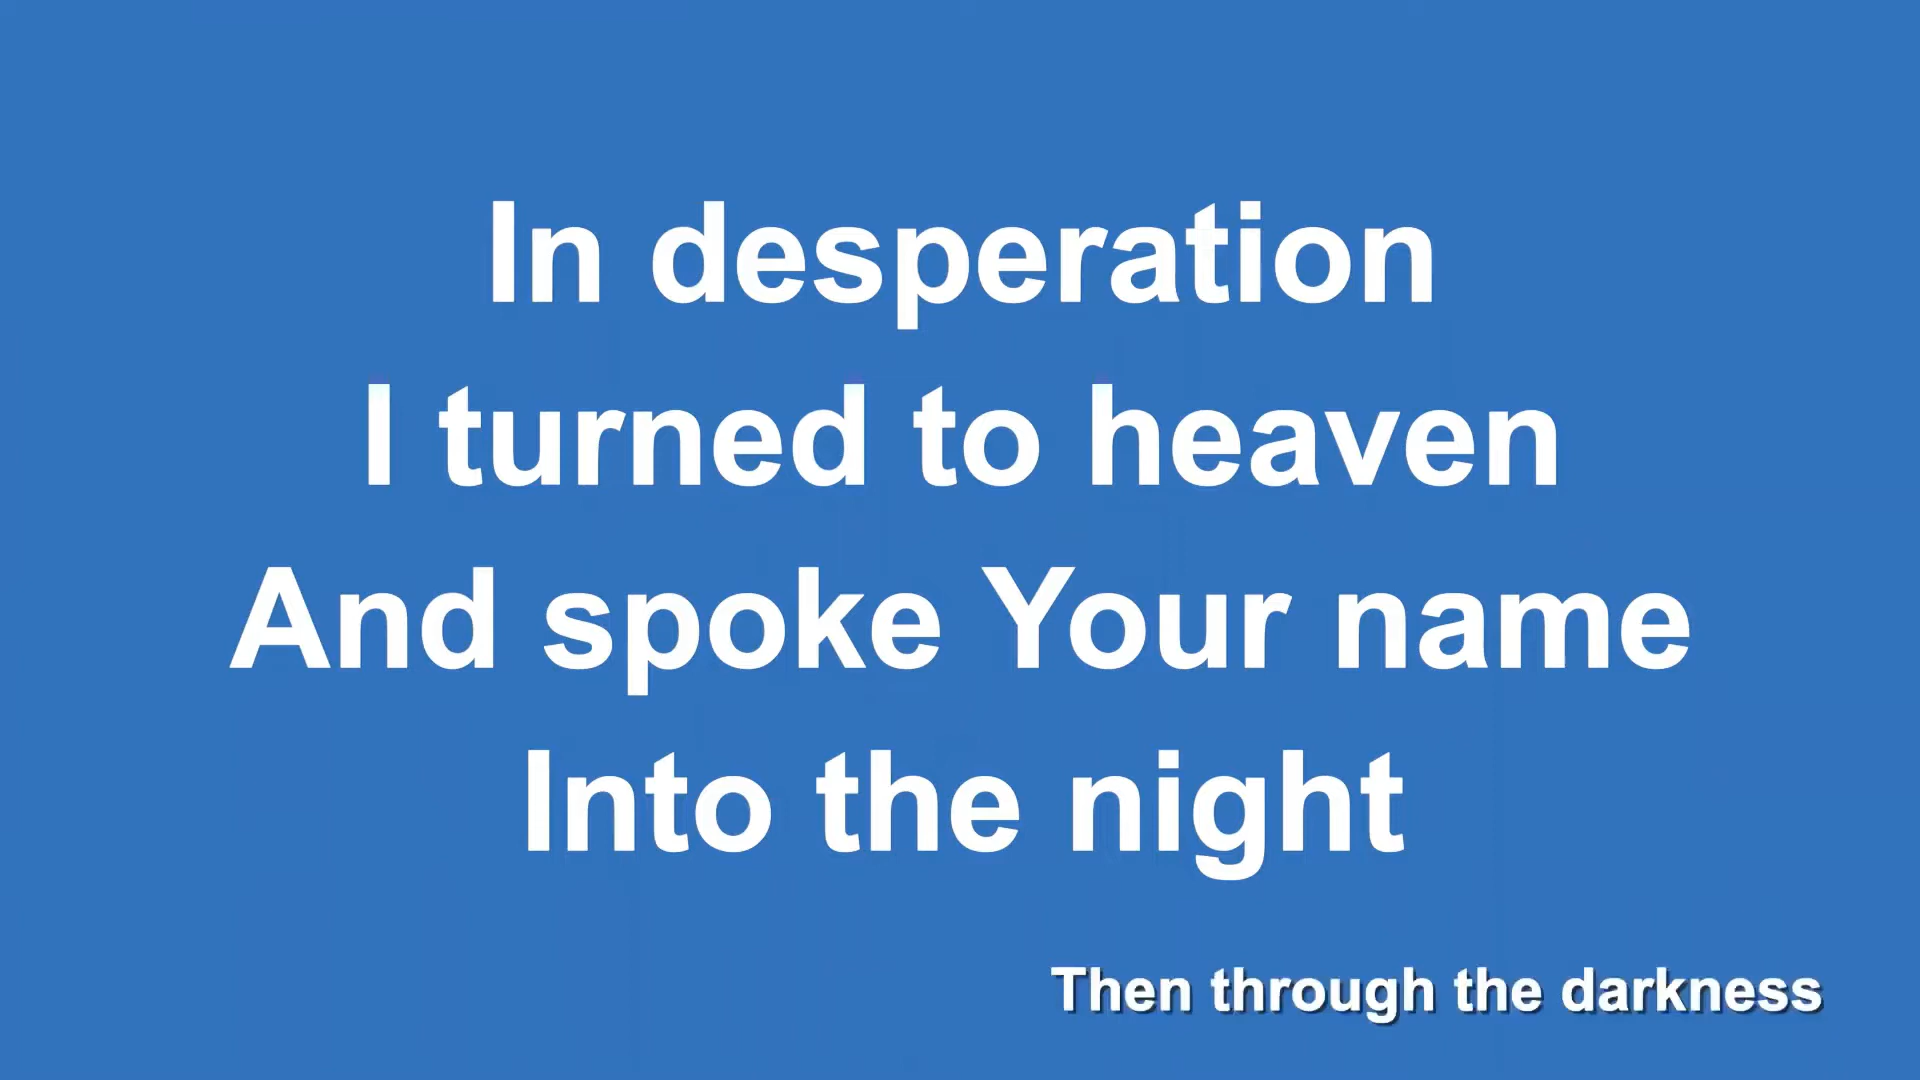 In desperation
I turned to heaven
And spoke Your name
Into the night
Then through the darkness